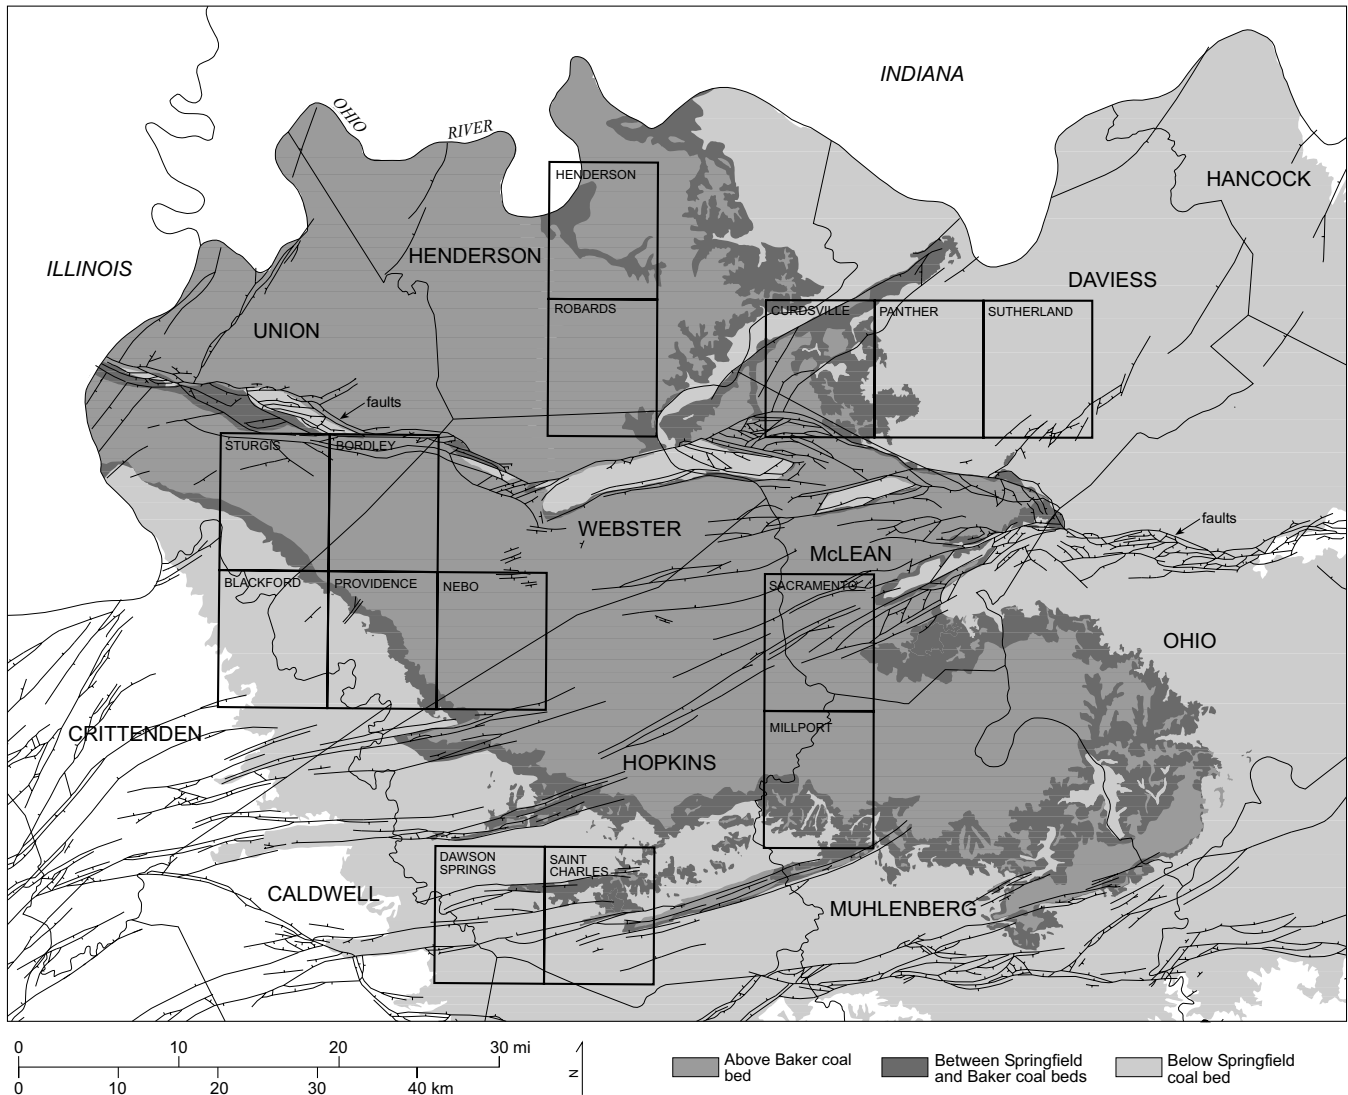 INDIANA
OHIO
RIVER
HENDERSON
HANCOCK
HENDERSON
ILLINOIS
DAVIESS
ROBARDS
CURDSVILLE
PANTHER
SUTHERLAND
UNION
faults
STURGIS
BORDLEY
WEBSTER
faults
McLEAN
BLACKFORD
PROVIDENCE
NEBO
SACRAMENTO
OHIO
CRITTENDEN
MILLPORT
HOPKINS
DAWSON
SPRINGS
SAINT
CHARLES
CALDWELL
MUHLENBERG
0 10 20 30 mi
0 10 20 30 40 km
N
Above Baker coal
bed
Between Springfield
and Baker coal beds
Below Springfield
coal bed